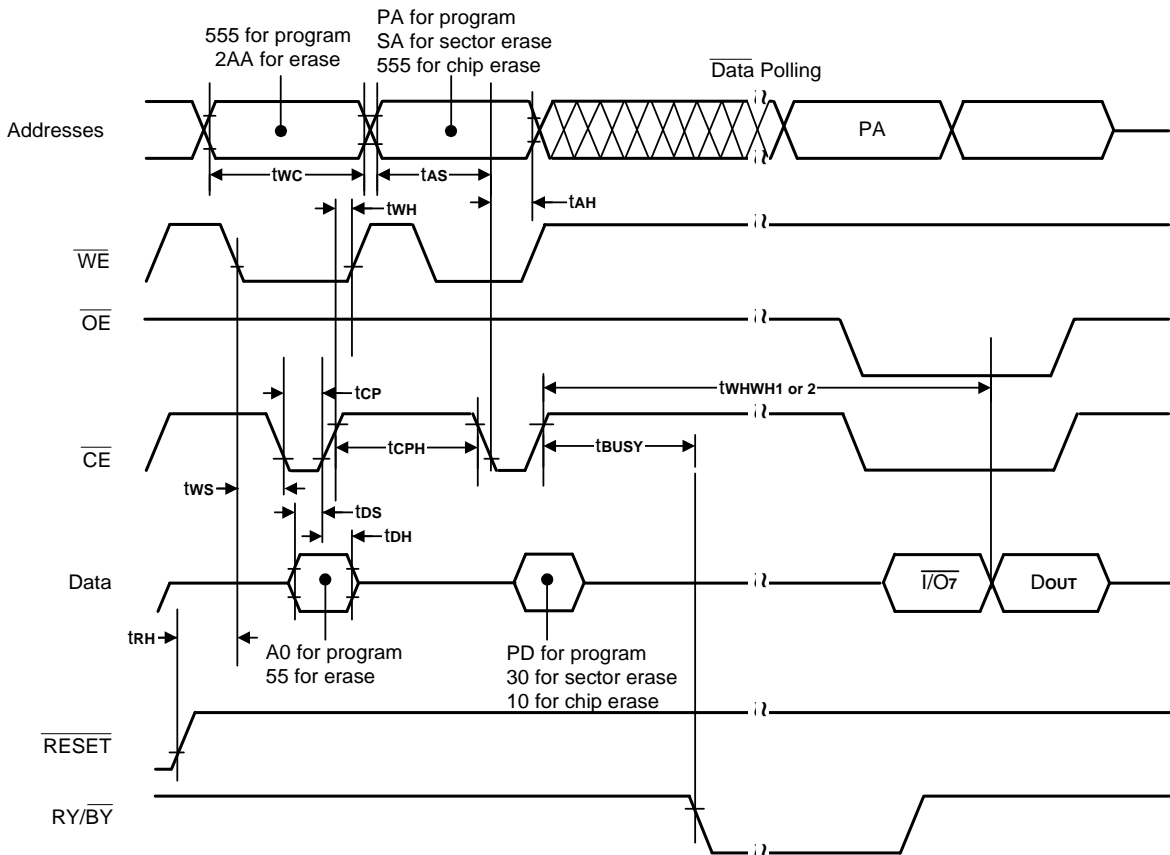 555 for program
2AA for erase
PA for program
SA for sector erase
555 for chip erase
Data Polling
Addresses
PA
tWC
tAS
tAH
tWH
WE
OE
tWHWH1 or 2
tCP
CE
tCPH
tBUSY
tWS
tDS
tDH
Data
I/O7
DOUT
tRH
A0 for program
55 for erase
PD for program
30 for sector erase
10 for chip erase
RESET
RY/BY